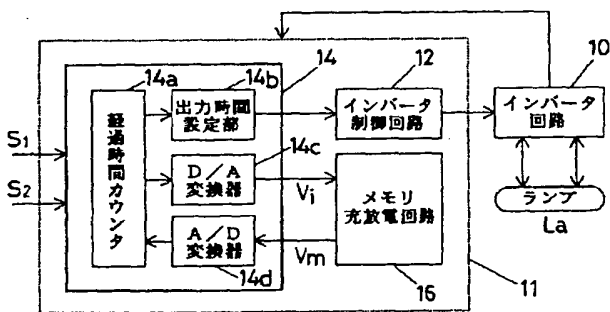 14a
14b
14
12
10
S1
S2
経過時間カウンタ
出力時間
設定部
インバータ
制御回路
インバータ
回路
14c
D/A
変換器
Vi
メモリ
充放電回路
ランプ
La
A/D
変換器
Vm
14d
16
11